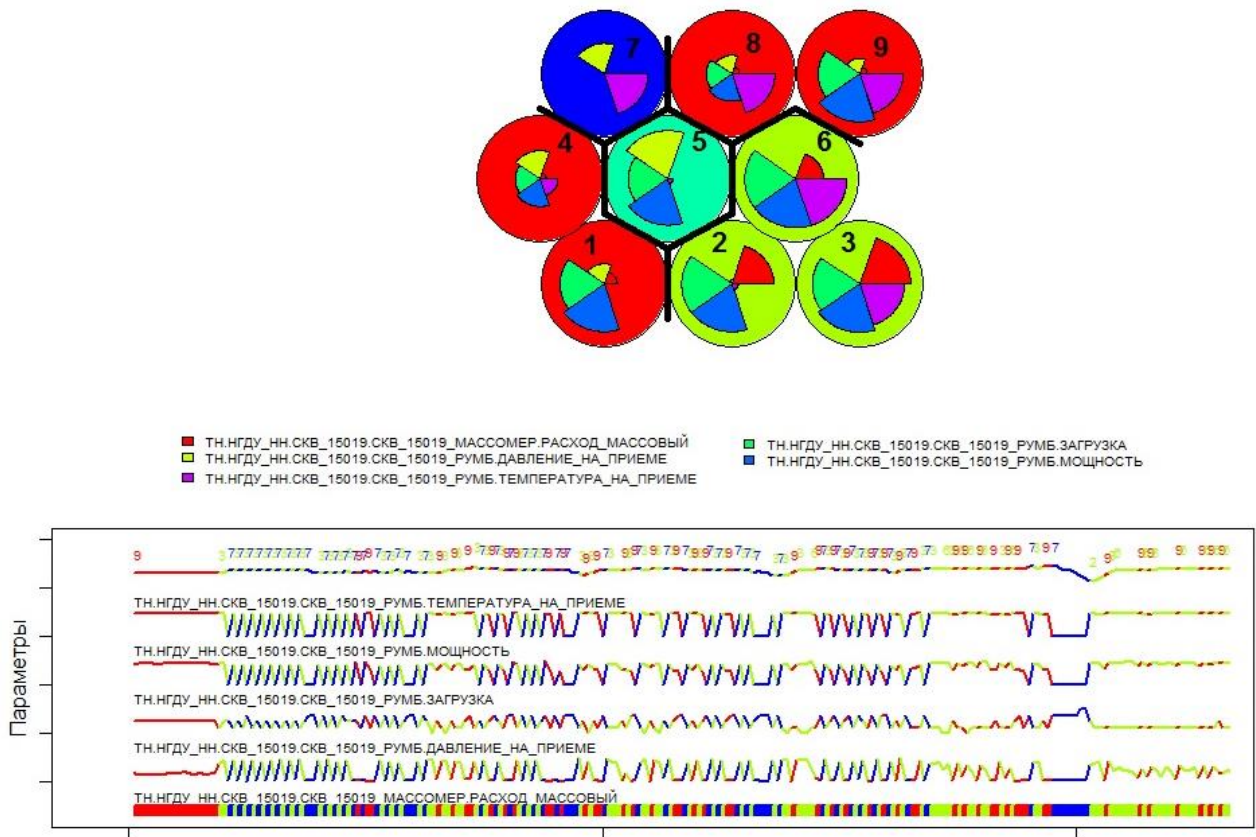 7 8 9
4 5 6
1 2 3
ТН.НГДУ_НН.СКВ_15019.СКВ_15019_МАССОМЕР.РАСХОД_МАССОВЫЙ
ТН.НГДУ_НН.СКВ_15019.СКВ_15019_РУМБ.ДАВЛЕНИЕ_НА_ПРИЕМЕ
ТН.НГДУ_НН.СКВ_15019.СКВ_15019_РУМБ.ТЕМПЕРАТУРА_НА_ПРИЕМЕ
ТН.НГДУ_НН.СКВ_15019.СКВ_15019_РУМБ.ЗАГРУЗКА
ТН.НГДУ_НН.СКВ_15019.СКВ_15019_РУМБ.МОЩНОСТЬ
Параметры
ТН.НГДУ_НН.СКВ_15019.СКВ_15019_РУМБ.ТЕМПЕРАТУРА_НА_ПРИЕМЕ
ТН.НГДУ_НН.СКВ_15019.СКВ_15019_РУМБ.МОЩНОСТЬ
ТН.НГДУ_НН.СКВ_15019.СКВ_15019_РУМБ.ЗАГРУЗКА
ТН.НГДУ_НН.СКВ_15019.СКВ_15019_РУМБ.ДАВЛЕНИЕ_НА_ПРИЕМЕ
ТН.НГДУ_НН.СКВ_15019.СКВ_15019_МАССОМЕР.РАСХОД_МАССОВЫЙ